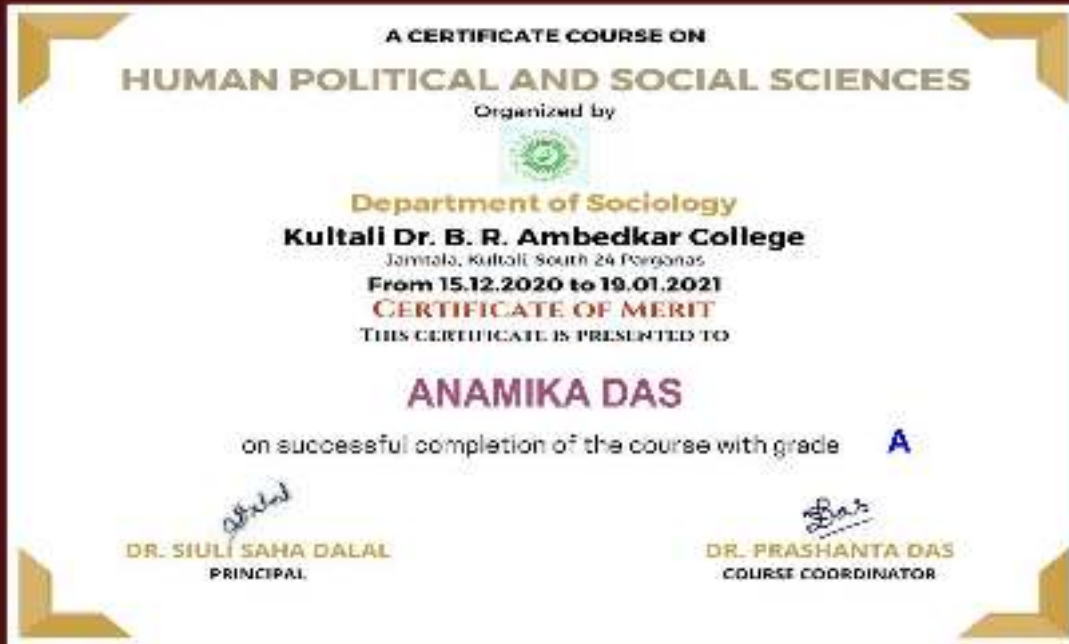 A CERTIFICATE COURSE ON
HUMAN POLITICAL AND SOCIAL SCIENCES
Organized by
Department of Sociology
Kultali Dr. B. R. Ambedkar College
Jamtala, Kultali, South 24 Parganas
From 15.12.2020 to 19.01.2021
CERTIFICATE OF MERIT
THIS CERTIFICATE IS PRESENTED TO
ANAMIKA DAS
on successful completion of the course with grade A
Das
DR. SIULI SAHA DALAL DR. PRASHANTA DAS
PRINCIPAL COURSE COORDINATOR